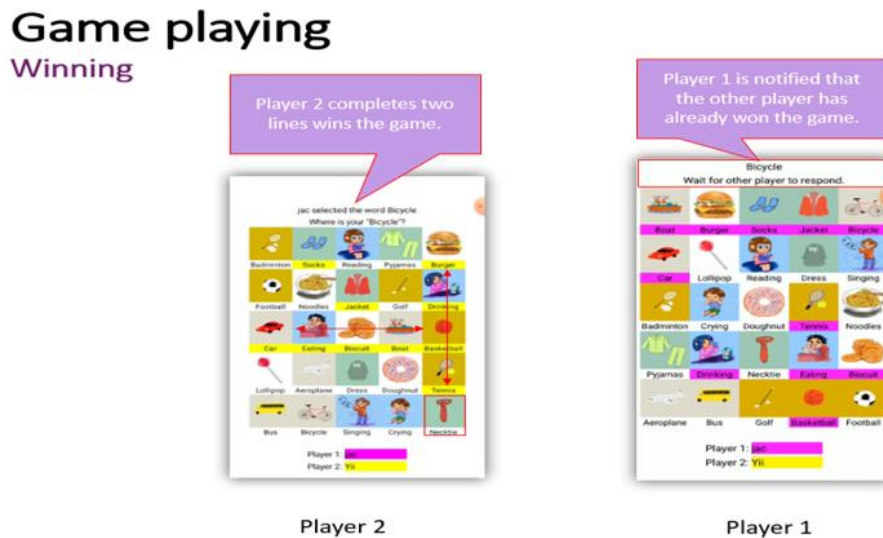 Game playing
Winning
Player 2 completes two
lines wins the game.
jac selected the word Bicycle
Where is your "Bicycle"?
Badminton Socks Reading Pyjamas Burger
Football Noodles Jacket Golf Drinking
Car Eating Biscuit Boat Basketball
Lollipop Aeroplane Dress Doughnut Tennis
Bus Bicycle Singing Crying Necktie
Player 1: jac
Player 2: Yii
Player 2
Player 1 is notified that
the other player has
already won the game.
Bicycle
Wait for other player to respond.
Boat Burger Socks Jacket Bicycle
Car Lollipop Reading Dress Singing
Badminton Crying Doughnut Tennis Noodles
Pyjamas Drinking Necktie Eating Biscuit
Aeroplane Bus Golf Basketball Football
Player 1: jac
Player 2: Yii
Player 1